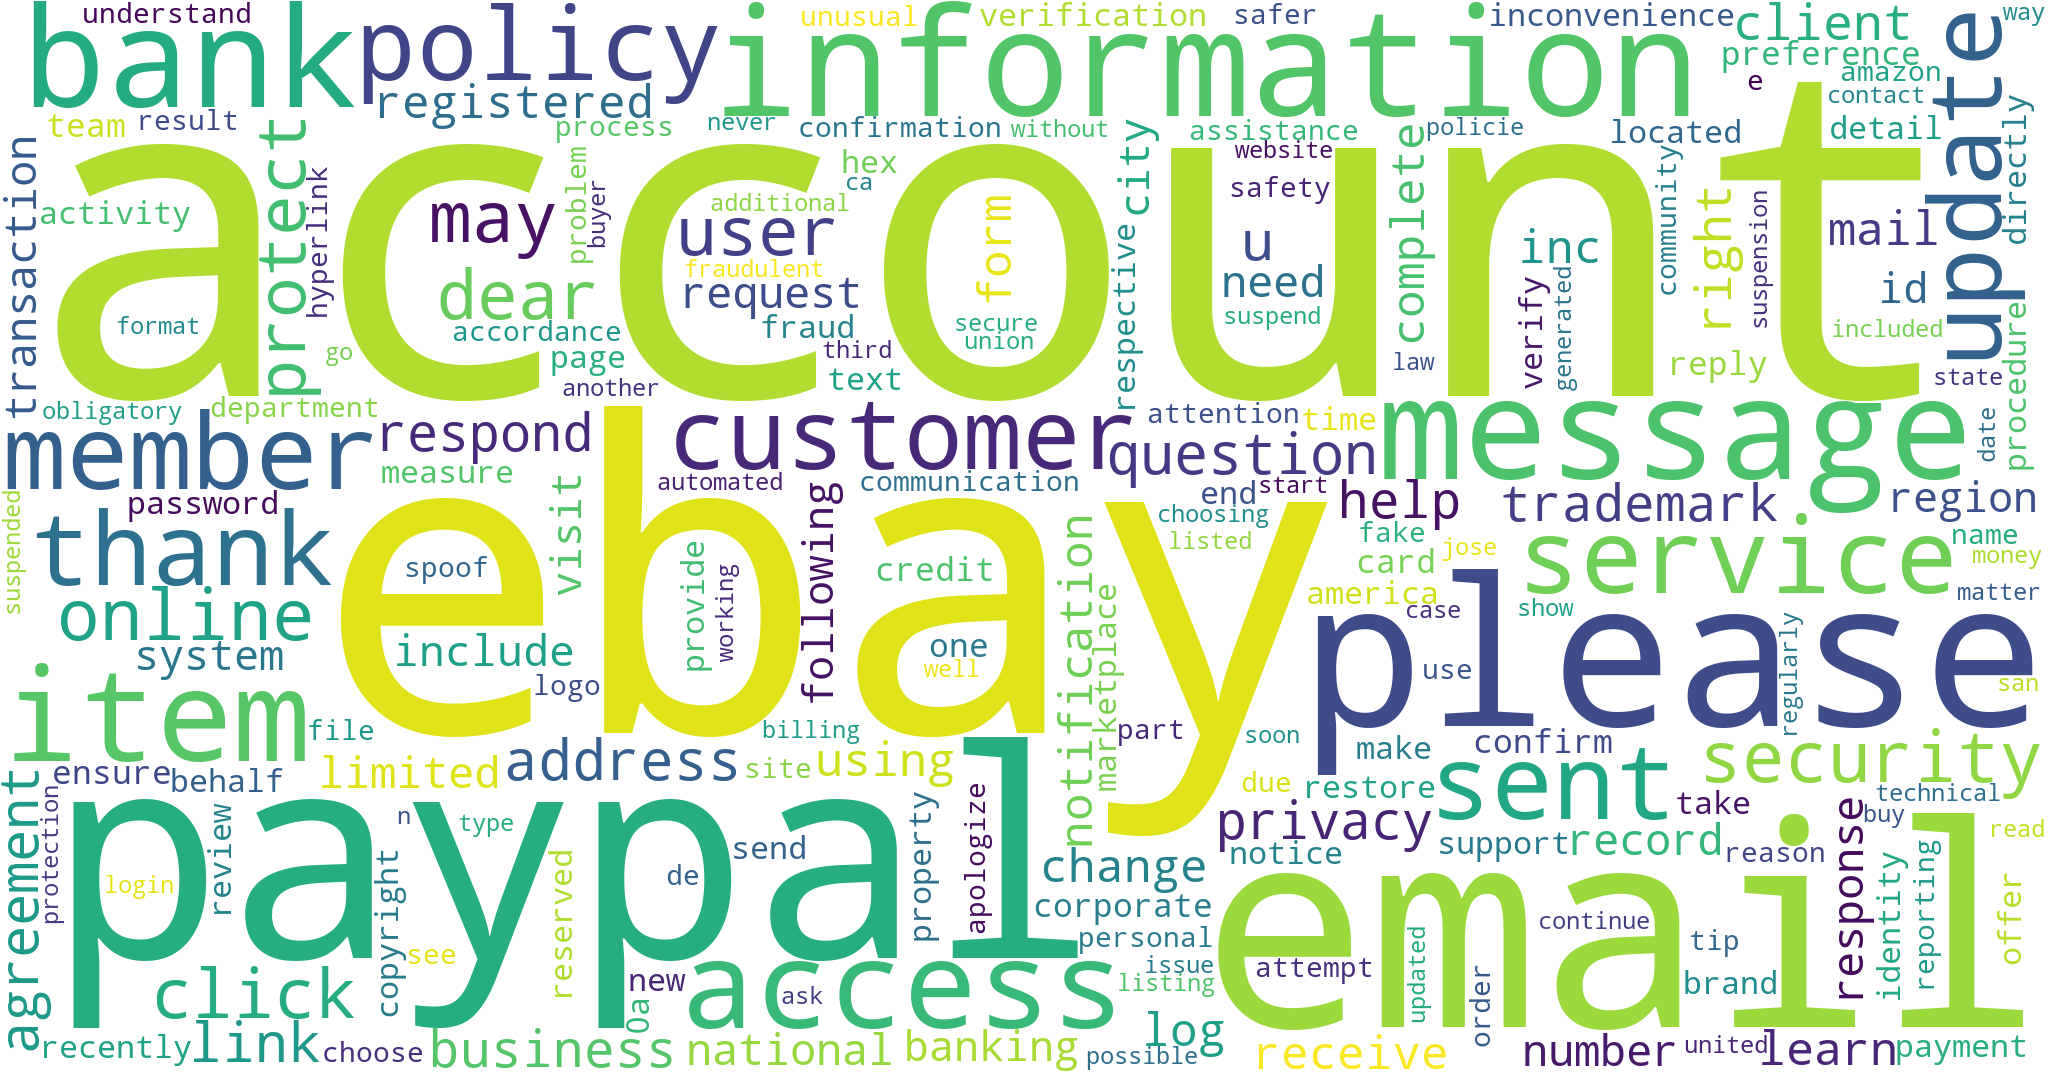 understand
bank
policy
information
unusual
verification
safer
inconvenience
client
way
preference
e
amazon
contact
detail
update
registered
team
result
process
never
confirmation
without
assistance
policie
located
directly
account
transaction
activity
protect
hyperlink
may
problem
buyer
hex
ca
additional
user
fraudulent
request
form
respective
city
website
safety
u
need
suspend
complete
inc
community
right
suspension
mail
id
included
dear
accordance
page
another
fraud
third
text
secure
union
format
go
law
verify
generated
reply
state
procedure
date
obligatory
department
member
respond
customer
attention
time
question
message
measure
automated
communication
end
start
help
trademark
region
password
suspended
thank
visit
ebay
spoof
provide
working
following
credit
notification
choosing
listed
fake
jose
card
america
service
name
money
matter
online
system
include
logo
one
well
marketplace
case
show
please
use
regularly
san
item
file
address
billing
part
soon
make
confirm
security
ensure
behalf
limited
site
using
due
restore
sent
take
technical
buy
read
agreement
protection
paypal
login
review
n
type
copyright
see
reserved
de
send
property
apologize
change
corporate
personal
issue
listing
privacy
notice
support
record
reason
response
identity
reporting
offer
email
continue
tip
brand
attempt
updated
order
click
0a
new
ask
access
log
possible
recently
link
choose
business
national
banking
receive
number
united
learn
payment